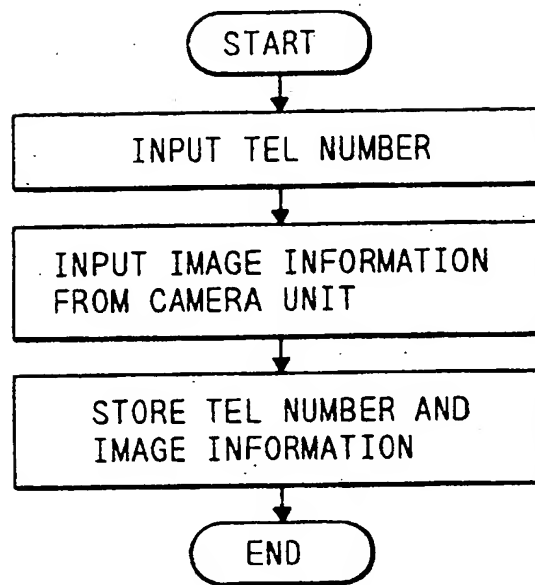 START
INPUT TEL NUMBER
INPUT IMAGE INFORMATION
FROM CAMERA UNIT
STORE TEL NUMBER AND
IMAGE INFORMATION
END